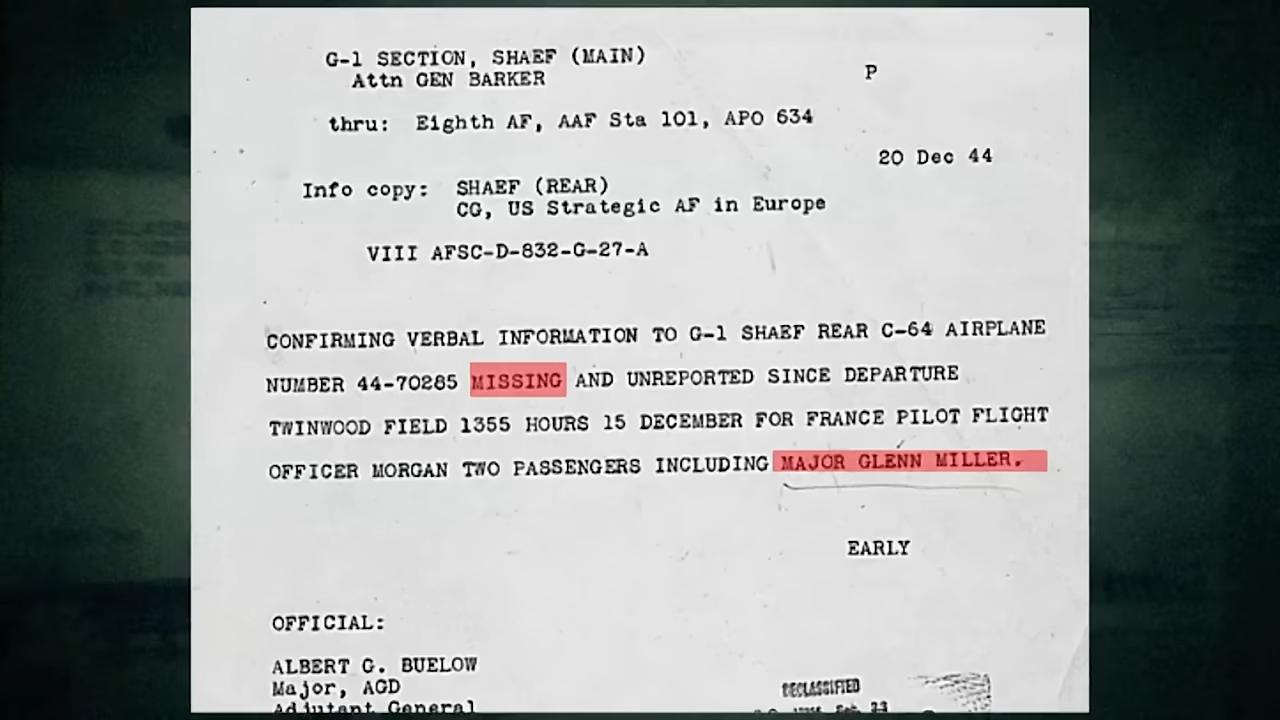 G-1 SECTION, SHAEF (MAIN)
Attn GEN BARKER
P
thru: Eighth AF, AAF Sta 101, APO 634
20 Dec 44
Info copy: SHAEF (REAR)
CG, US Strategic AF in Europe
VIII AFSC-D-832-G-27-A
CONFIRMING VERBAL INFORMATION TO G-1 SHAEF REAR C-64 AIRPLANE
NUMBER 44-70285 MISSING AND UNREPORTED SINCE DEPARTURE
TWINWOOD FIELD 1355 HOURS 15 DECEMBER FOR FRANCE PILOT FLIGHT
OFFICER MORGAN TWO PASSENGERS INCLUDING MAJOR GLENN MILLER.
EARLY
OFFICIAL:
ALBERT G. BUELOW
Major, AGD
Adjutant General
DECLASSIFIED